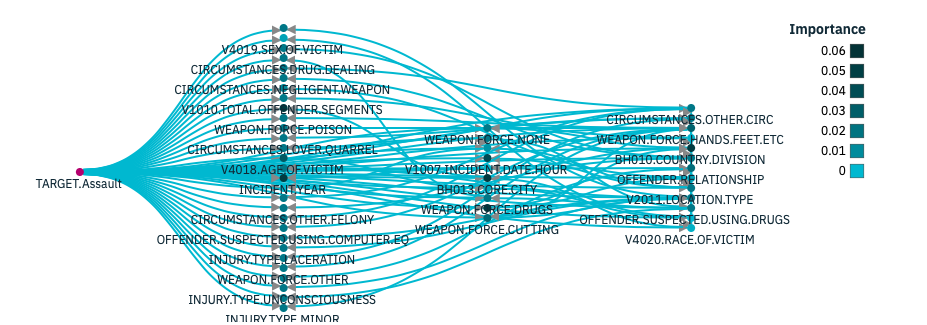 Importance
0.06
0.05
0.04
0.03
0.02
0.01
0
TARGET.Assault
V4019.SEX.OF.VICTIM
CIRCUMSTANCES.DRUG.DEALING
CIRCUMSTANCES.NEGLIGENT.WEAPON
V1010.TOTAL.OFFENDER.SEGMENTS
WEAPON.FORCE.POISON
CIRCUMSTANCES.LOVER.QUARREL
V4018.AGE.OF.VICTIM
INCIDENT.YEAR
CIRCUMSTANCES.OTHER.FELONY
OFFENDER.SUSPECTED.USING.COMPUTER.EQ
INJURY.TYPE.LACERATION
WEAPON.FORCE.OTHER
INJURY.TYPE.UNCONSCIOUSNESS
INJURY.TYPE.MINOR
WEAPON.FORCE.NONE
V1007.INCIDENT.DATE.HOUR
BH013.CORE.CITY
WEAPON.FORCE.DRUGS
WEAPON.FORCE.CUTTING
CIRCUMSTANCES.OTHER.CIRC
WEAPON.FORCE.HANDS.FEET.ETC
BH010.COUNTRY.DIVISION
OFFENDER.RELATIONSHIP
V2011.LOCATION.TYPE
OFFENDER.SUSPECTED.USING.DRUGS
V4020.RACE.OF.VICTIM